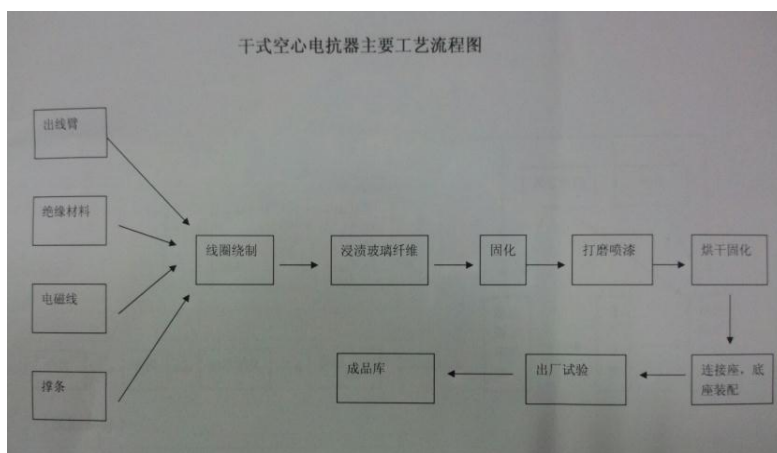 干式空心电抗器主要工艺流程图
出线臂
绝缘材料
电磁线
撑条
线圈绕制
浸渍玻璃纤维
固化
打磨喷漆
烘干固化
连接座，底
座装配
出厂试验
成品库